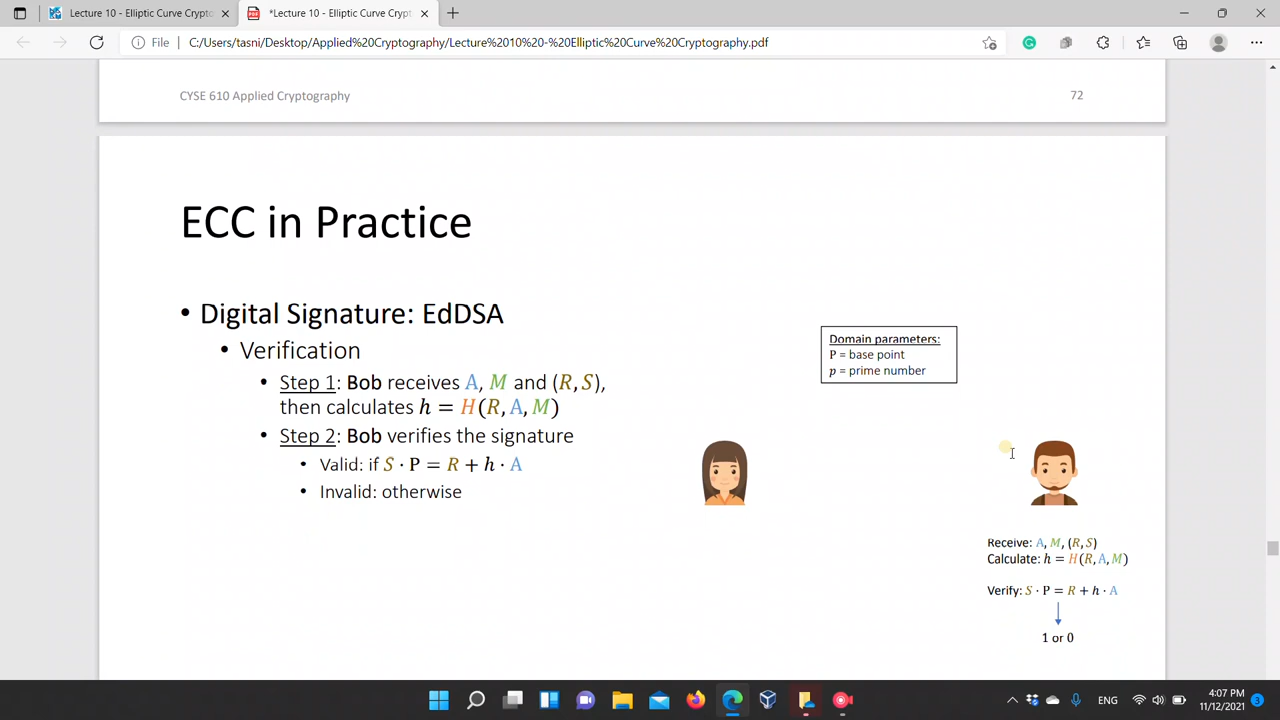 Lecture 10 - Elliptic Curve Crypto
*Lecture 10 - Elliptic Curve Crypt
File
C:/Users/tasni/Desktop/Applied%20Cryptography/Lecture%2010%20-%20Elliptic%20Curve%20Cryptography.pdf
CYSE 610 Applied Cryptography
72
ECC in Practice
• Digital Signature: EdDSA
• Verification
• Step 1: Bob receives A, M and (R, S),
then calculates h = H(R, A, M)
• Step 2: Bob verifies the signature
• Valid: if S · P = R + h · A
• Invalid: otherwise
Domain parameters:
P = base point
p = prime number
Receive: A, M, (R, S)
Calculate: h = H(R, A, M)
Verify: S · P = R + h · A
1 or 0
ENG
4:07 PM
11/12/2021
3